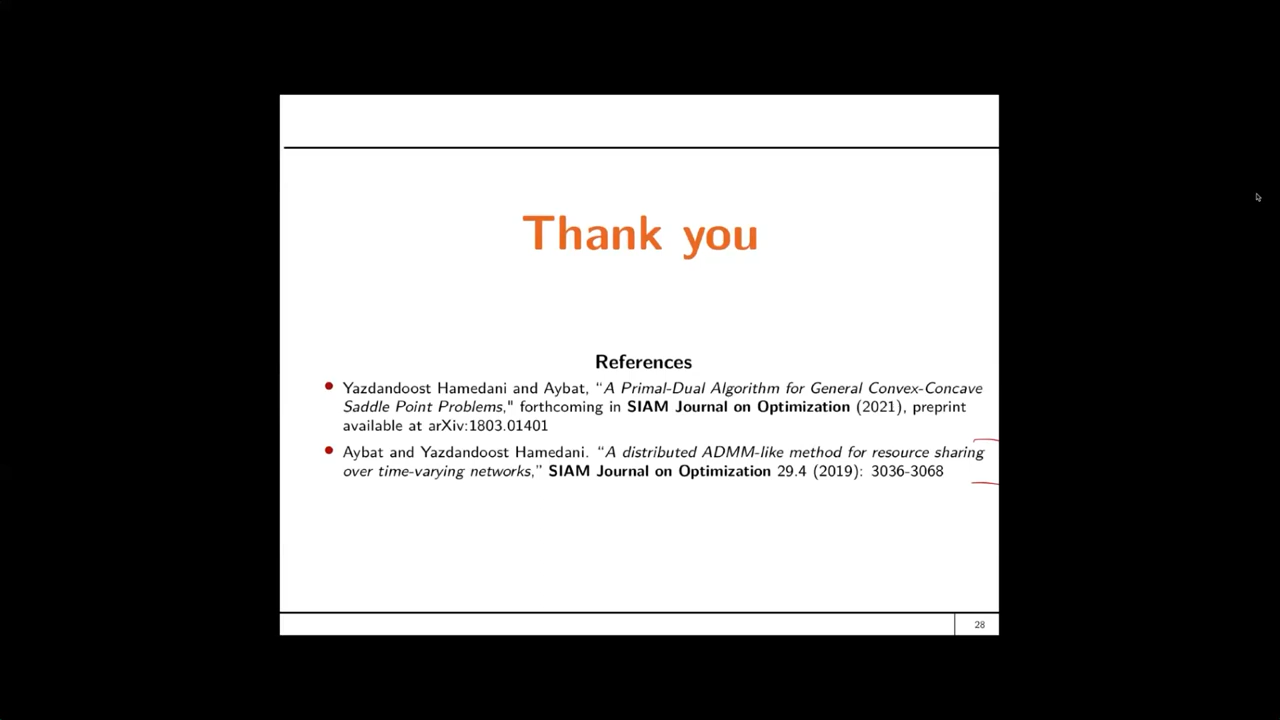 Thank you
References
• Yazdandoost Hamedani and Aybat, “A Primal-Dual Algorithm for General Convex-Concave
Saddle Point Problems," forthcoming in SIAM Journal on Optimization (2021), preprint
available at arXiv:1803.01401
• Aybat and Yazdandoost Hamedani. “A distributed ADMM-like method for resource sharing
over time-varying networks,” SIAM Journal on Optimization 29.4 (2019): 3036-3068
28